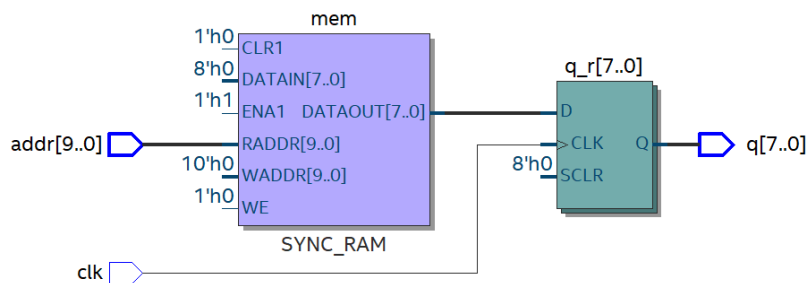 mem
1'h0
CLR1
8'h0
DATAIN[7..0]
1'h1
ENA1 DATAOUT[7..0]
addr[9..0]
RADDR[9..0]
10'h0
WADDR[9..0]
1'h0
WE
SYNC_RAM
q_r[7..0]
D
CLK
Q
8'h0
SCLR
q[7..0]
clk